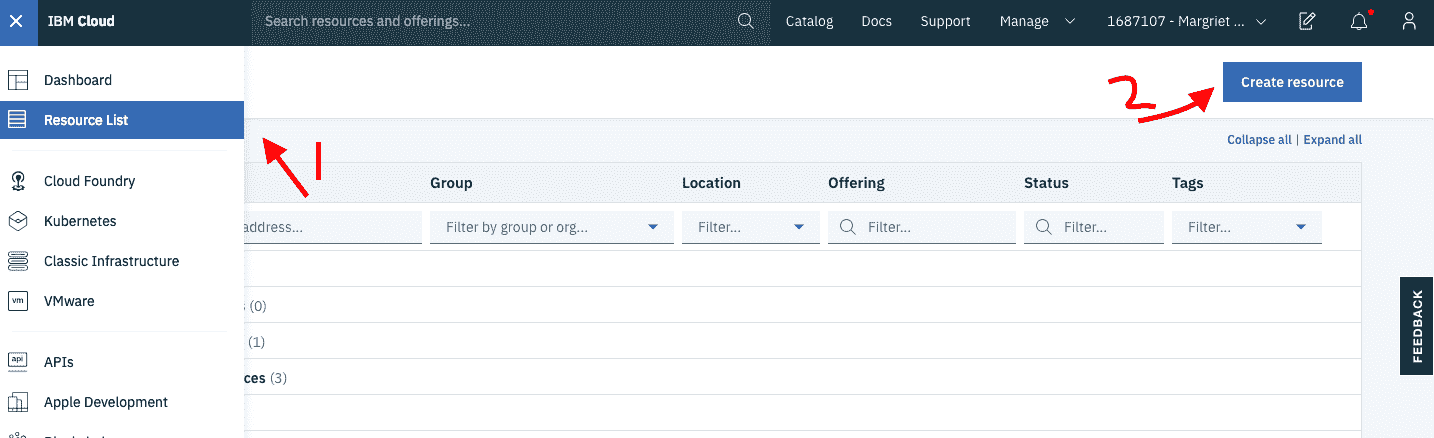 IBM Cloud
Search resources and offerings...
Catalog Docs Support Manage 1687107 - Margriet ...
Dashboard
Resource List
Cloud Foundry
Kubernetes
Classic Infrastructure
VMware
api
APIs
Apple Development
1
2
Create resource
Collapse all | Expand all
Group Location Offering Status Tags
address... Filter by group or org... Filter... Filter... Filter... Filter...
s (0)
(1)
ces (3)
vm
FEEDBACK